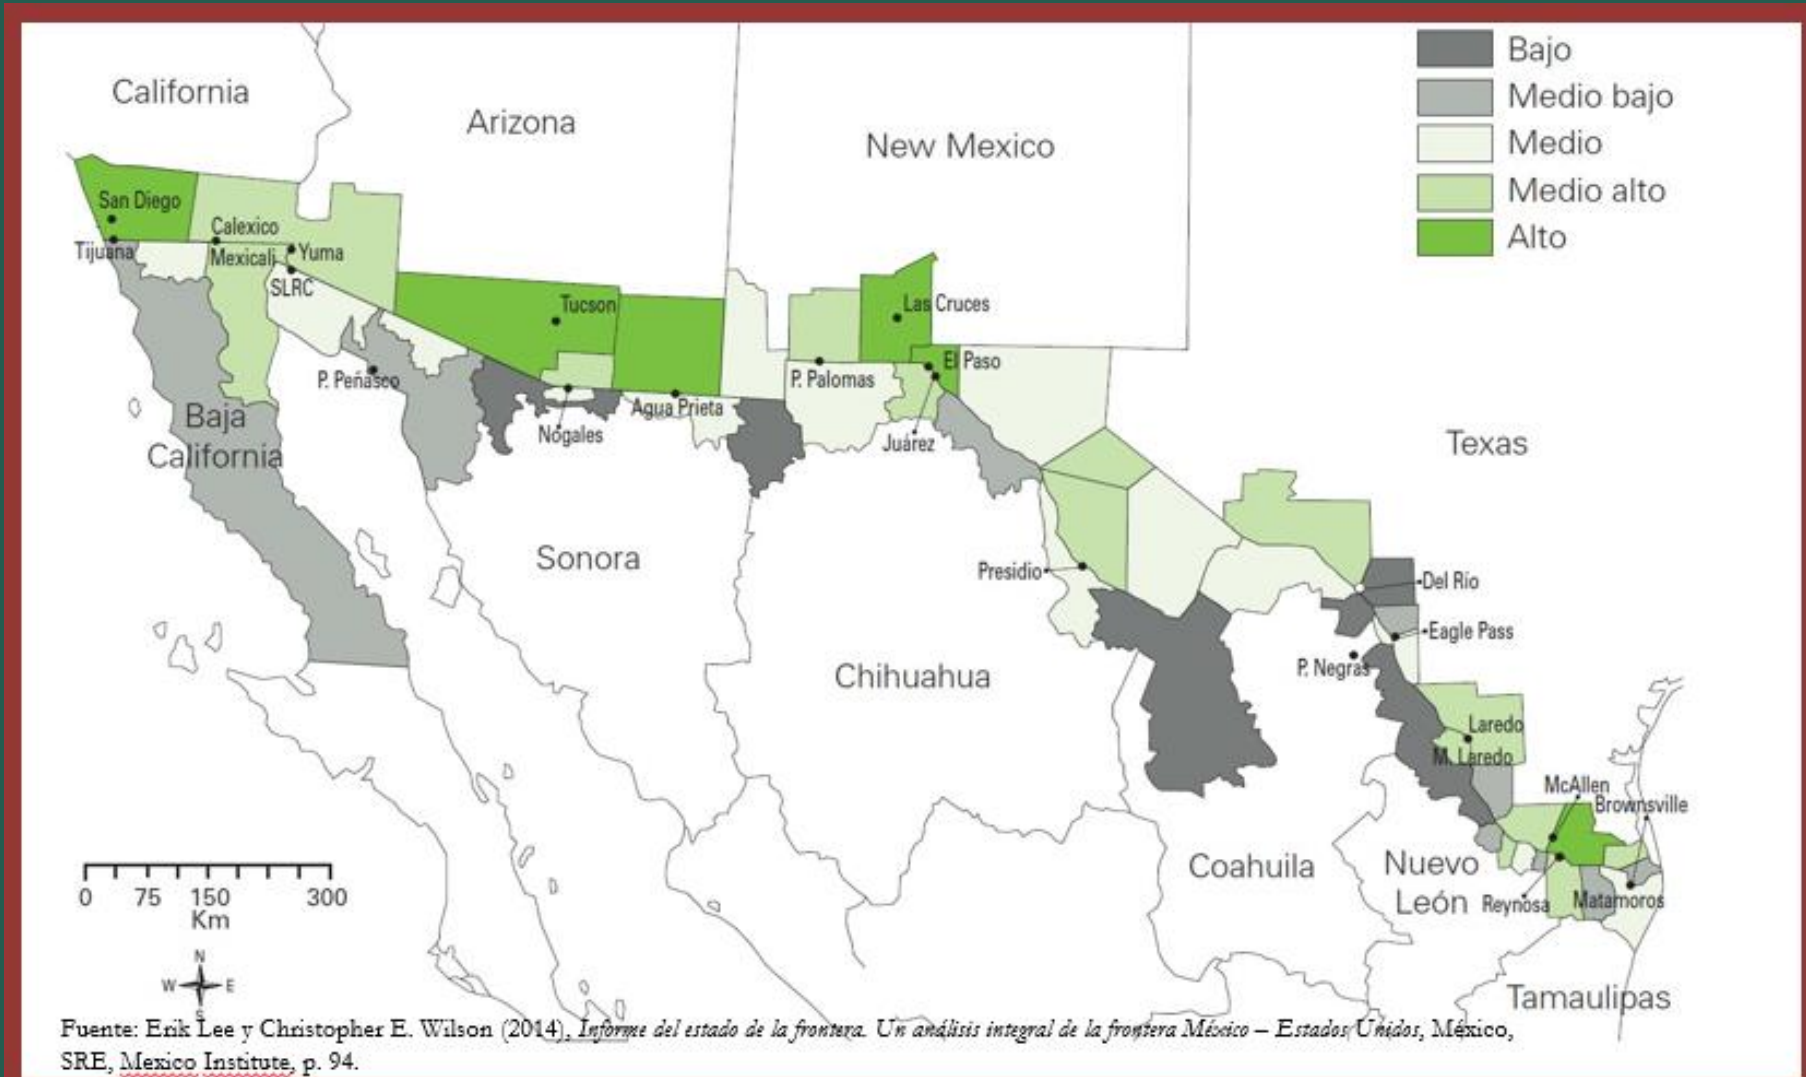 Bajo
Medio bajo
Medio
Medio alto
Alto
California
Arizona
New Mexico
San Diego
Calexico
Tijuana
Mexicali
Yuma
SLRC
Tucson
Las Cruces
El Paso
P. Peñasco
P. Palomas
Agua Prieta
Nogales
Juárez
Baja
California
Texas
Sonora
Presidio
Del Río
Eagle Pass
P. Negras
Chihuahua
Laredo
M. Laredo
McAllen
Brownsville
Coahuila
Nuevo
León
Reynosa
Matamoros
Tamaulipas
0 75 150 300
Km
N
W E
S
Fuente: Erik Lee y Christopher E. Wilson (2014), Informe del estado de la frontera. Un análisis integral de la frontera México – Estados Unidos, México,
SRE, Mexico Institute, p. 94.